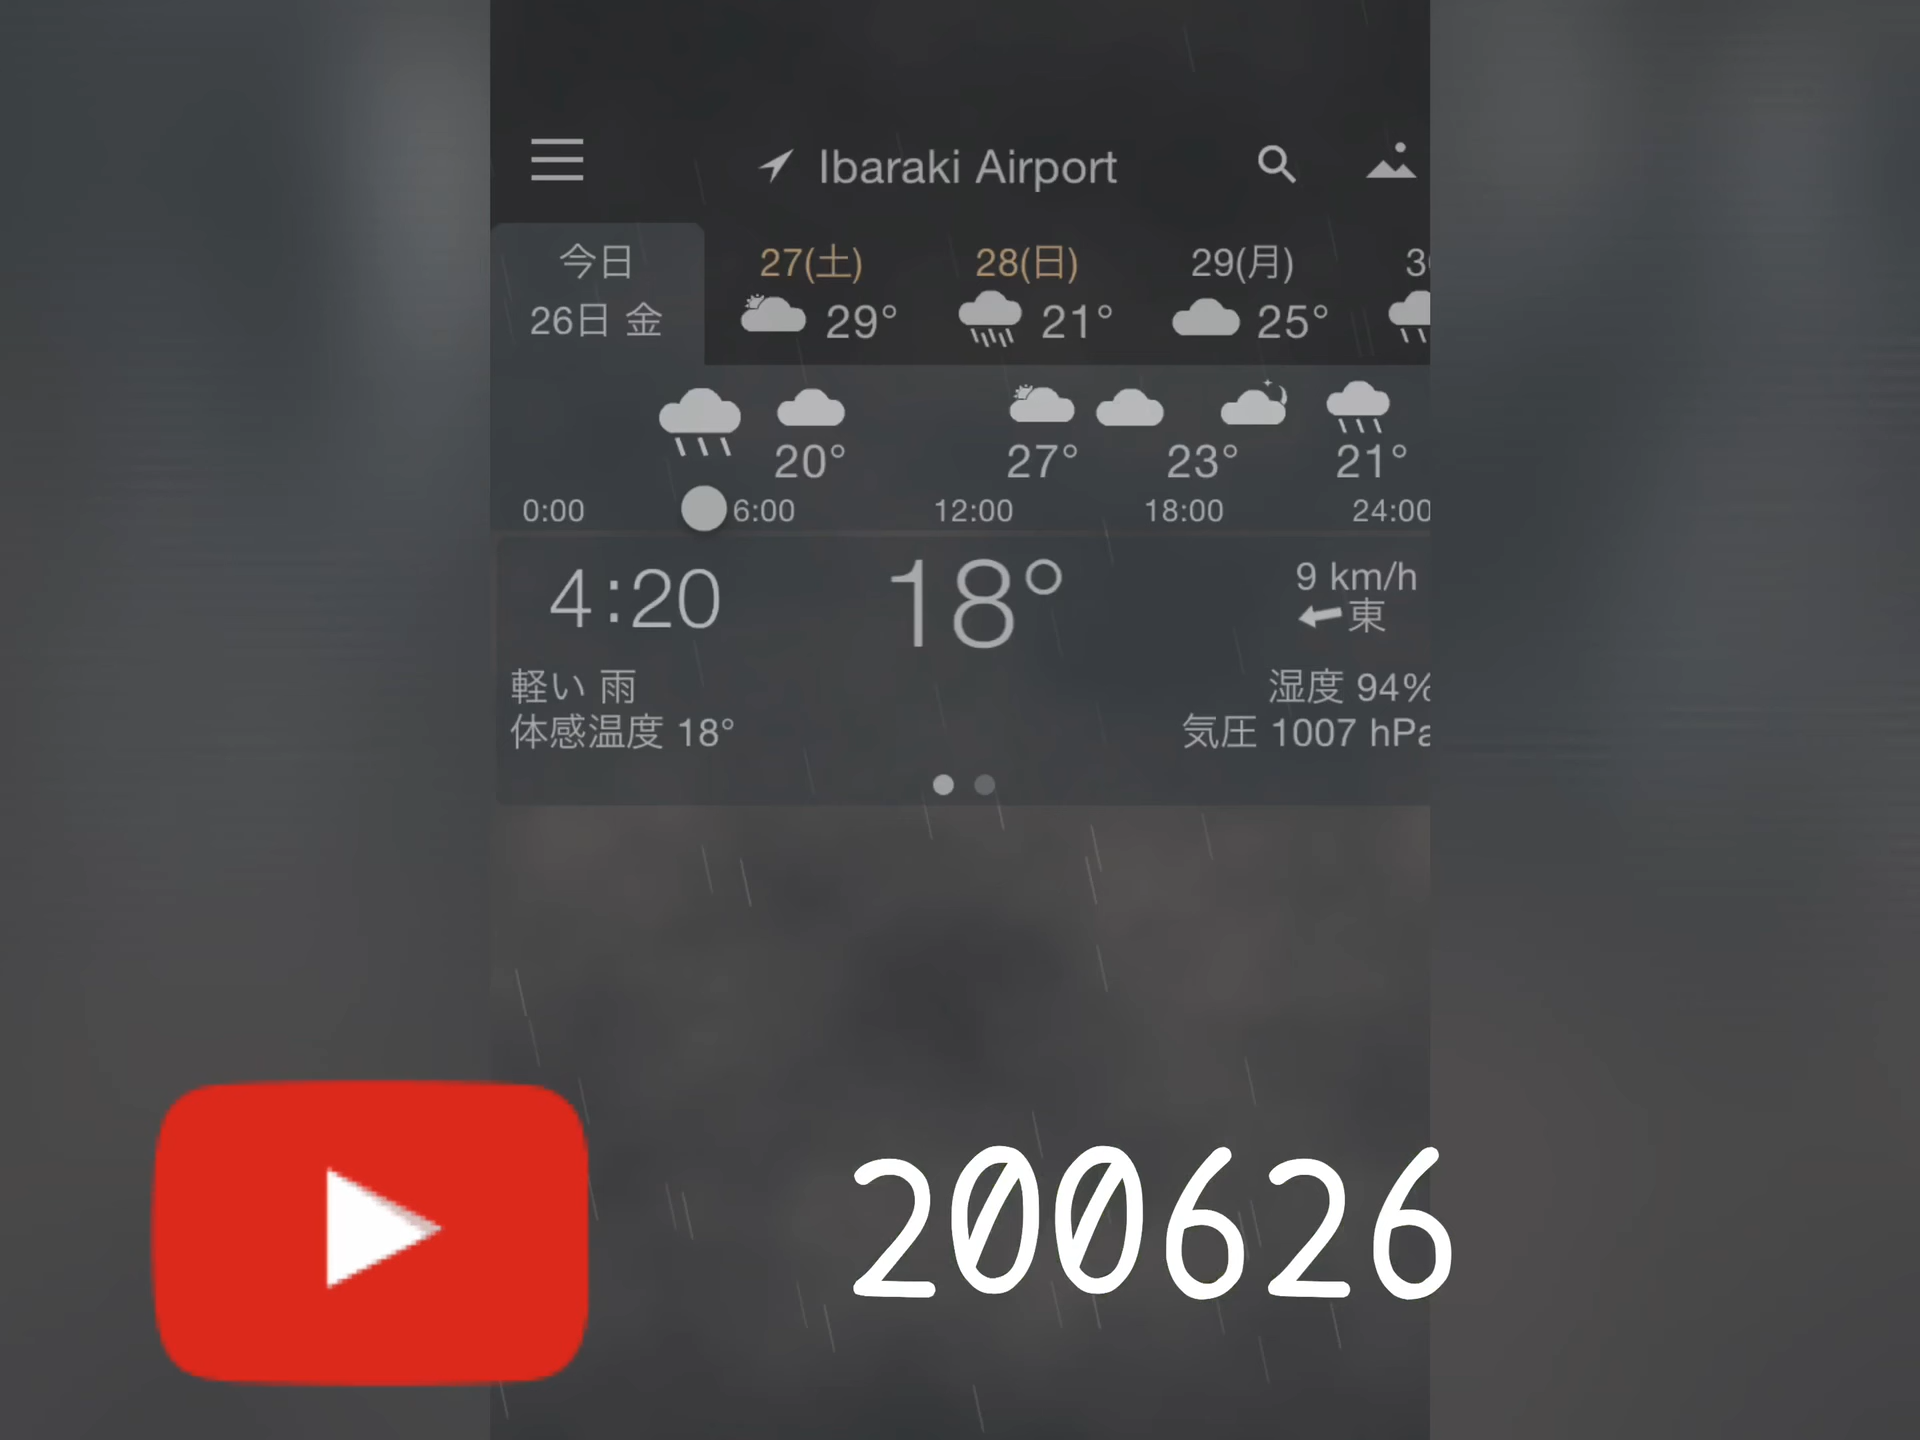 Ibaraki Airport
今日 27(土) 28(日) 29(月)
26日 金 29° 21° 25°
20° 27° 23° 21°
0:00 6:00 12:00 18:00 24:00
4:20 18° 9 km/h
東
軽い 雨 湿度 94%
体感温度 18° 気圧 1007 hPa
200626